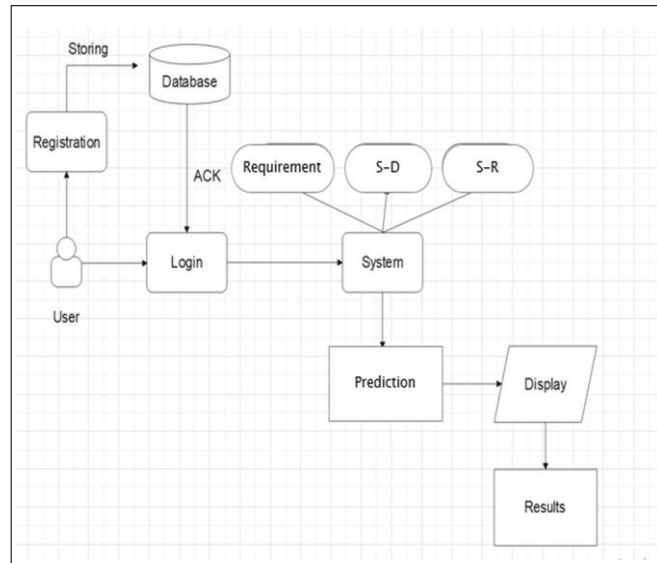 Storing
Database
Registration
ACK
Requirement
S-D
S-R
Login
System
User
Prediction
Display
Results